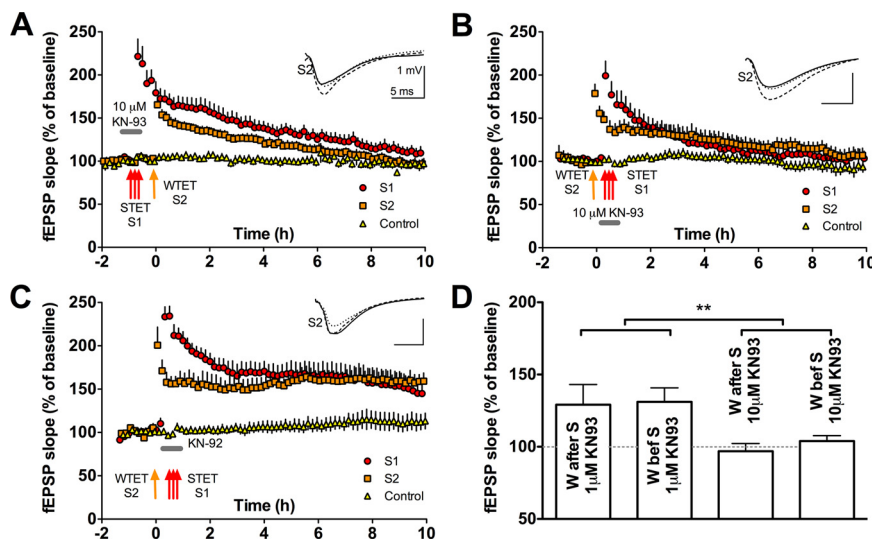 A
fEPSP slope (% of baseline)
250
200
150
100
50
0
10 μM
KN-93
STET
S1
WTET
S2
S2
1 mV
5 ms
S1
S2
Control
Time (h)
-2 0 2 4 6 8 10
B
fEPSP slope (% of baseline)
250
200
150
100
50
0
WTET
S2
STET
S1
10 μM KN-93
S2
S1
S2
Control
Time (h)
-2 0 2 4 6 8 10
C
fEPSP slope (% of baseline)
250
200
150
100
50
0
KN-92
WTET
S2
STET
S1
S2
S1
S2
Control
Time (h)
-2 0 2 4 6 8 10
D
fEPSP slope (% of baseline)
200
150
100
50
**
W after S
1μM KN93
W bef S
1μM KN93
W after S
10μM KN93
W bef S
10μM KN93